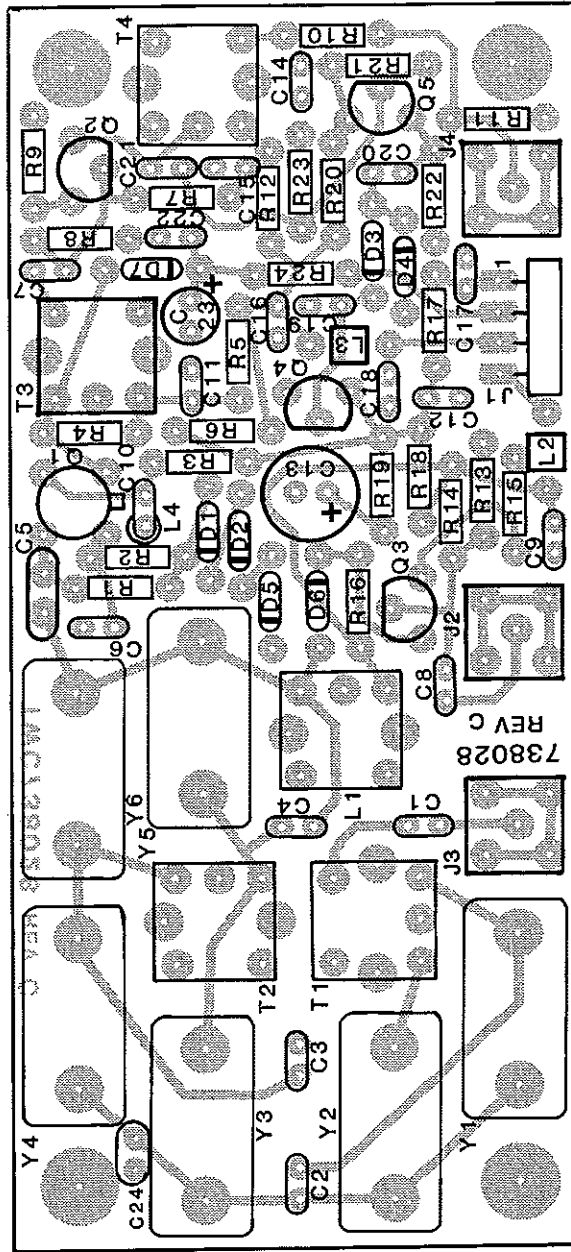 T4
R10
C14
R21
Q5
R11
J4
R9
Q2
C21
R7
C15
R12
R23
R20
C20
R22
C22
R8
D7
R24
D3
D4
C7
+
C
23
C16
C19
R17
C17
1
T3
C11
R5
L3
Q4
C18
C12
J1
R4
R6
Q1
C10
R3
C13
+
R19
R18
R14
R13
R15
L2
C5
L4
R2
R1
D1
D2
D5
D6
R16
Q3
C9
J2
C6
C8
Y6
Y5
L1
REV C
738028
C4
C1
J3
T2
T1
REV C
Y4
C24
Y3
C3
C2
Y2
Y1